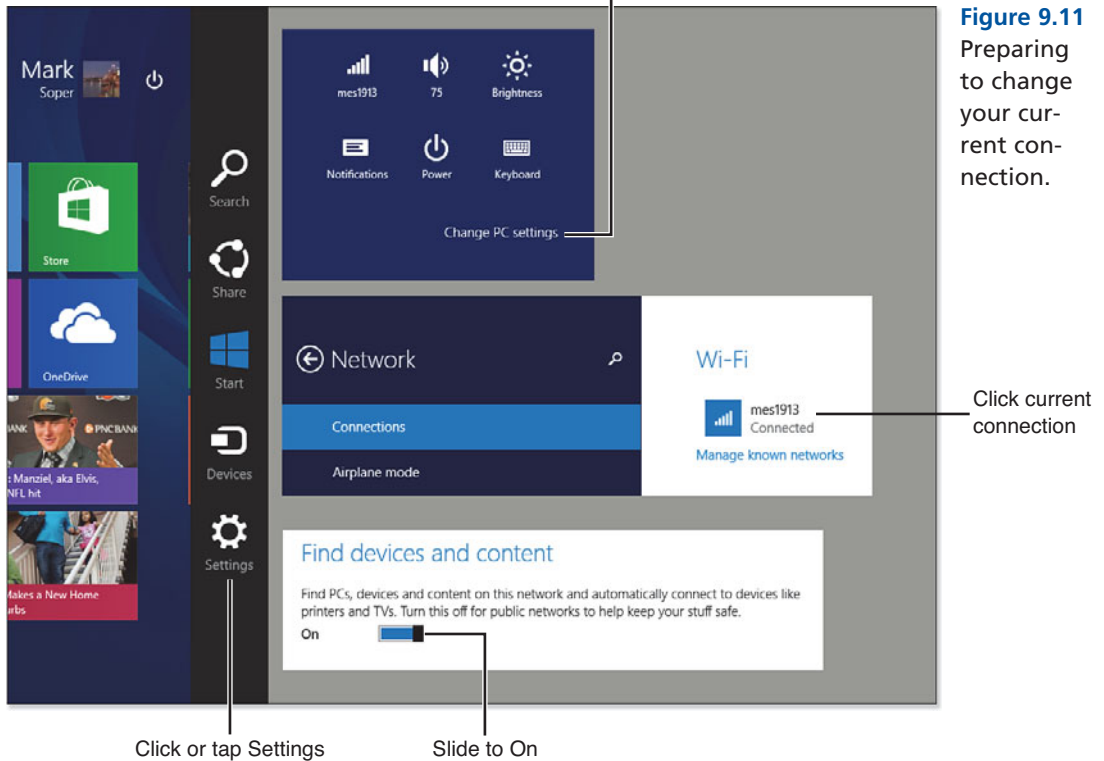 Figure 9.11
Preparing
to change
your cur-
rent con-
nection.
Mark
Soper
Store
OneDrive
BANK
PNCBANK
: Manziel, aka Elvis,
NFL hit
Makes a New Home
urbs
Search
Share
Start
Devices
Settings
mes1913
75
Brightness
Notifications
Power
Keyboard
Change PC settings
Network
Connections
Airplane mode
Wi-Fi
mes1913
Connected
Manage known networks
Click current
connection
Find devices and content
Find PCs, devices and content on this network and automatically connect to devices like
printers and TVs. Turn this off for public networks to help keep your stuff safe.
On
Click or tap Settings
Slide to On